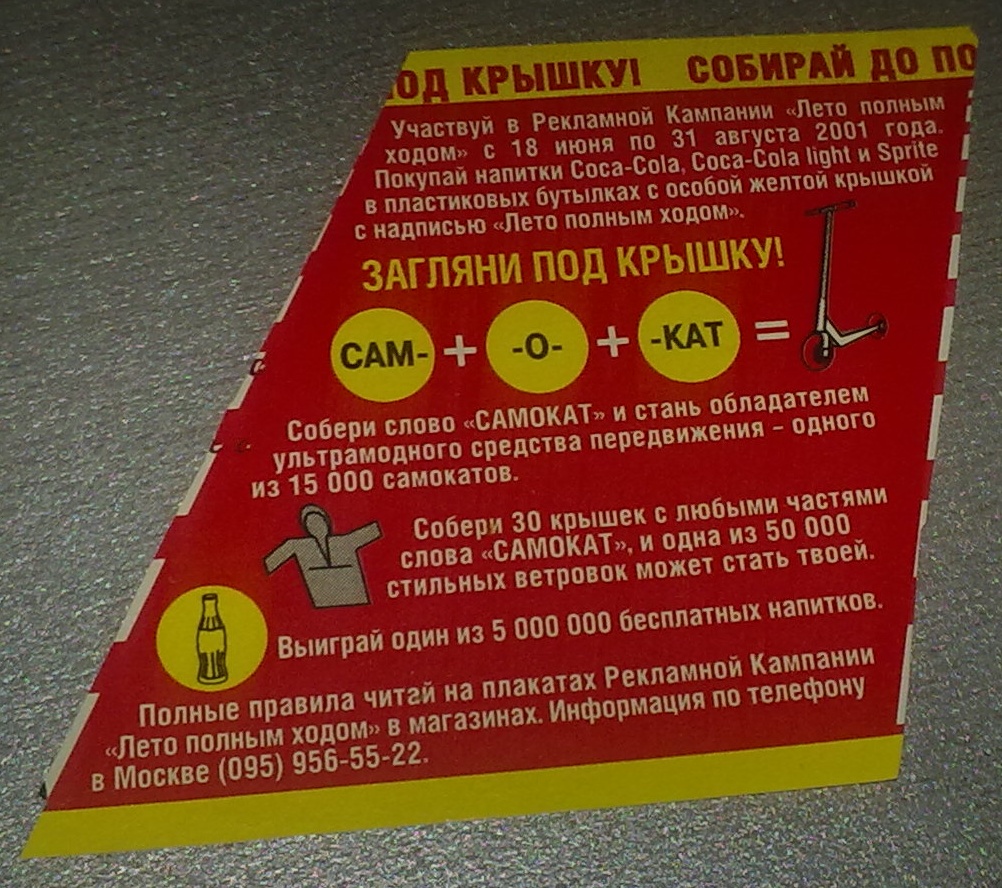 ОД КРЫШКУ! СОБИРАЙ ДО ПО
Участвуй в Рекламной Кампании «Лето полным
ходом» с 18 июня по 31 августа 2001 года.
Покупай напитки Coca-Cola, Coca-Cola light и Sprite
в пластиковых бутылках с особой желтой крышкой
с надписью «Лето полным ходом».
ЗАГЛЯНИ ПОД КРЫШКУ!
САМ- + -О- + -КАТ =
Собери слово «САМОКАТ» и стань обладателем
ультрамодного средства передвижения – одного
из 15 000 самокатов.
Собери 30 крышек с любыми частями
слова «САМОКАТ», и одна из 50 000
стильных ветровок может стать твоей.
Выиграй один из 5 000 000 бесплатных напитков.
Полные правила читай на плакатах Рекламной Кампании
«Лето полным ходом» в магазинах. Информация по телефону
в Москве (095) 956-55-22.